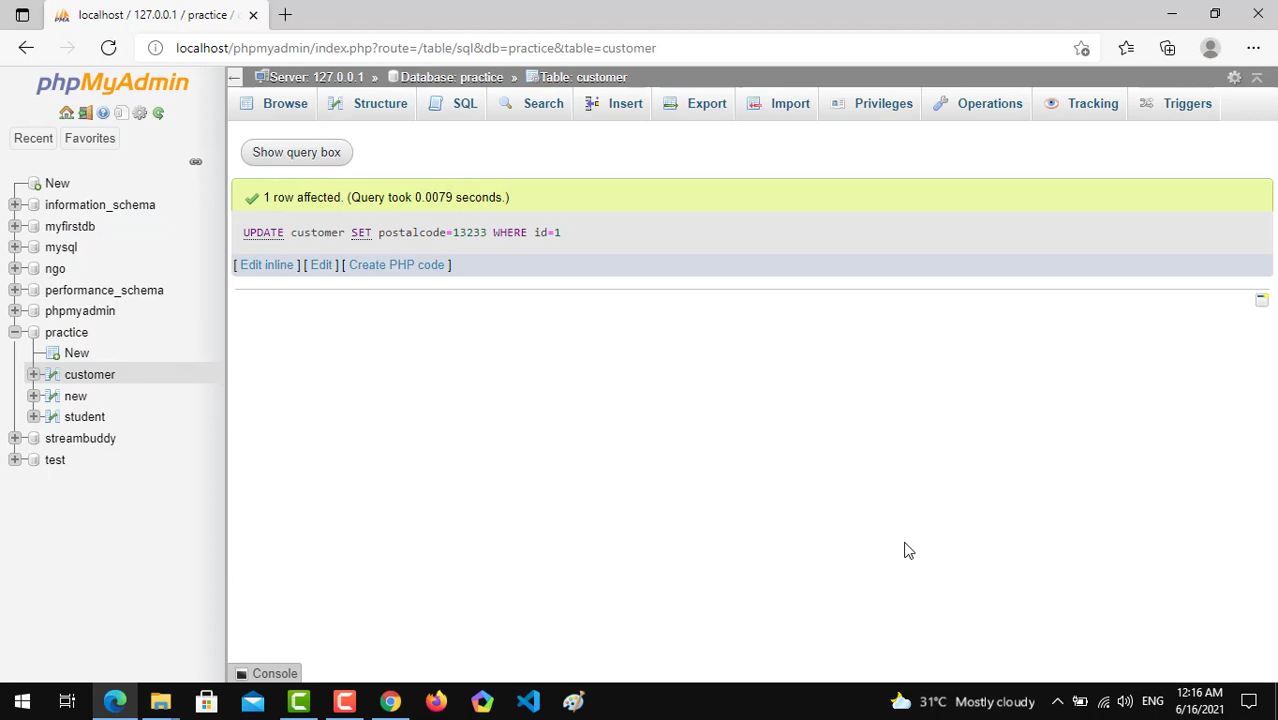 localhost / 127.0.0.1 / practice /
localhost/phpmyadmin/index.php?route=/table/sql&db=practice&table=customer
phpMyAdmin
Recent
Favorites
New
information_schema
myfirstdb
mysql
ngo
performance_schema
phpmyadmin
practice
New
customer
new
student
streambuddy
test
Server: 127.0.0.1 » Database: practice » Table: customer
Browse Structure SQL Search Insert Export Import Privileges Operations Tracking Triggers
Show query box
1 row affected. (Query took 0.0079 seconds.)
UPDATE customer SET postalcode=13233 WHERE id=1
[ Edit inline ] [ Edit ] [ Create PHP code ]
Console
31°C Mostly cloudy
ENG
12:16 AM
6/16/2021